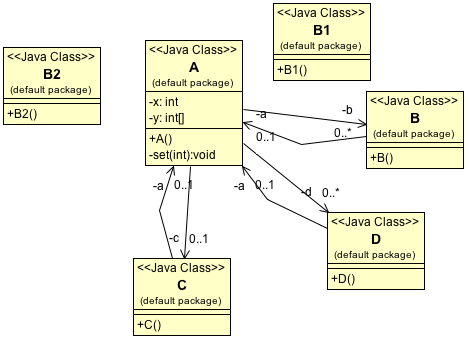 <<Java Class>>
B1
(default package)
+B1()
<<Java Class>>
A
(default package)
-x: int
-y: int[]
+A()
-set(int):void
<<Java Class>>
B2
(default package)
+B2()
<<Java Class>>
B
(default package)
+B()
-a
-b
0..1
0..*
-a
0..1
-a
0..1
-d
0..*
-c
0..1
<<Java Class>>
D
(default package)
+D()
<<Java Class>>
C
(default package)
+C()